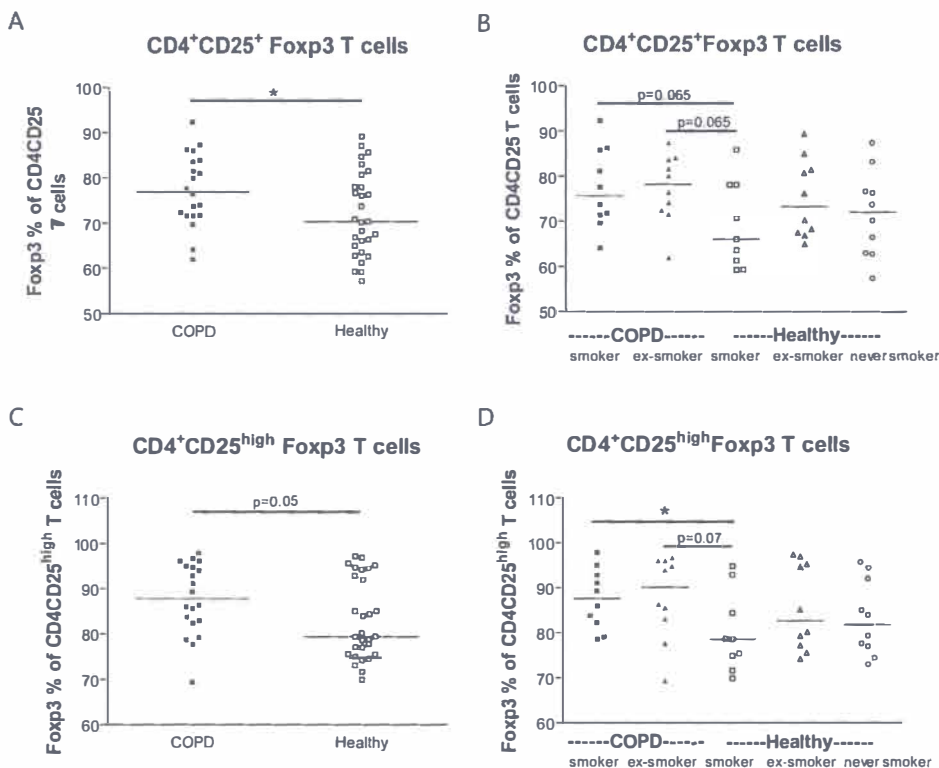 A
CD4⁺CD25⁺ Foxp3 T cells
Foxp3 % of CD4CD25
T cells
100
90
80
70
60
50
*
COPD
Healthy
B
CD4⁺CD25⁺Foxp3 T cells
Foxp3 % of CD4CD25 T cells
100
90
80
70
60
50
p=0.065
p=0.065
------COPD------ ------Healthy------
smoker ex-smoker smoker ex-smoker never smoker
C
CD4⁺CD25ʰⁱᵍʰ Foxp3 T cells
Foxp3 % of CD4CD25ʰⁱᵍʰ T cells
110
100
90
80
70
60
p=0.05
COPD
Healthy
D
CD4⁺CD25ʰⁱᵍʰFoxp3 T cells
Foxp3 % of CD4CD25ʰⁱᵍʰ T cells
110
100
90
80
70
60
*
p=0.07
------COPD------ ------Healthy------
smoker ex-smoker smoker ex-smoker never smoker